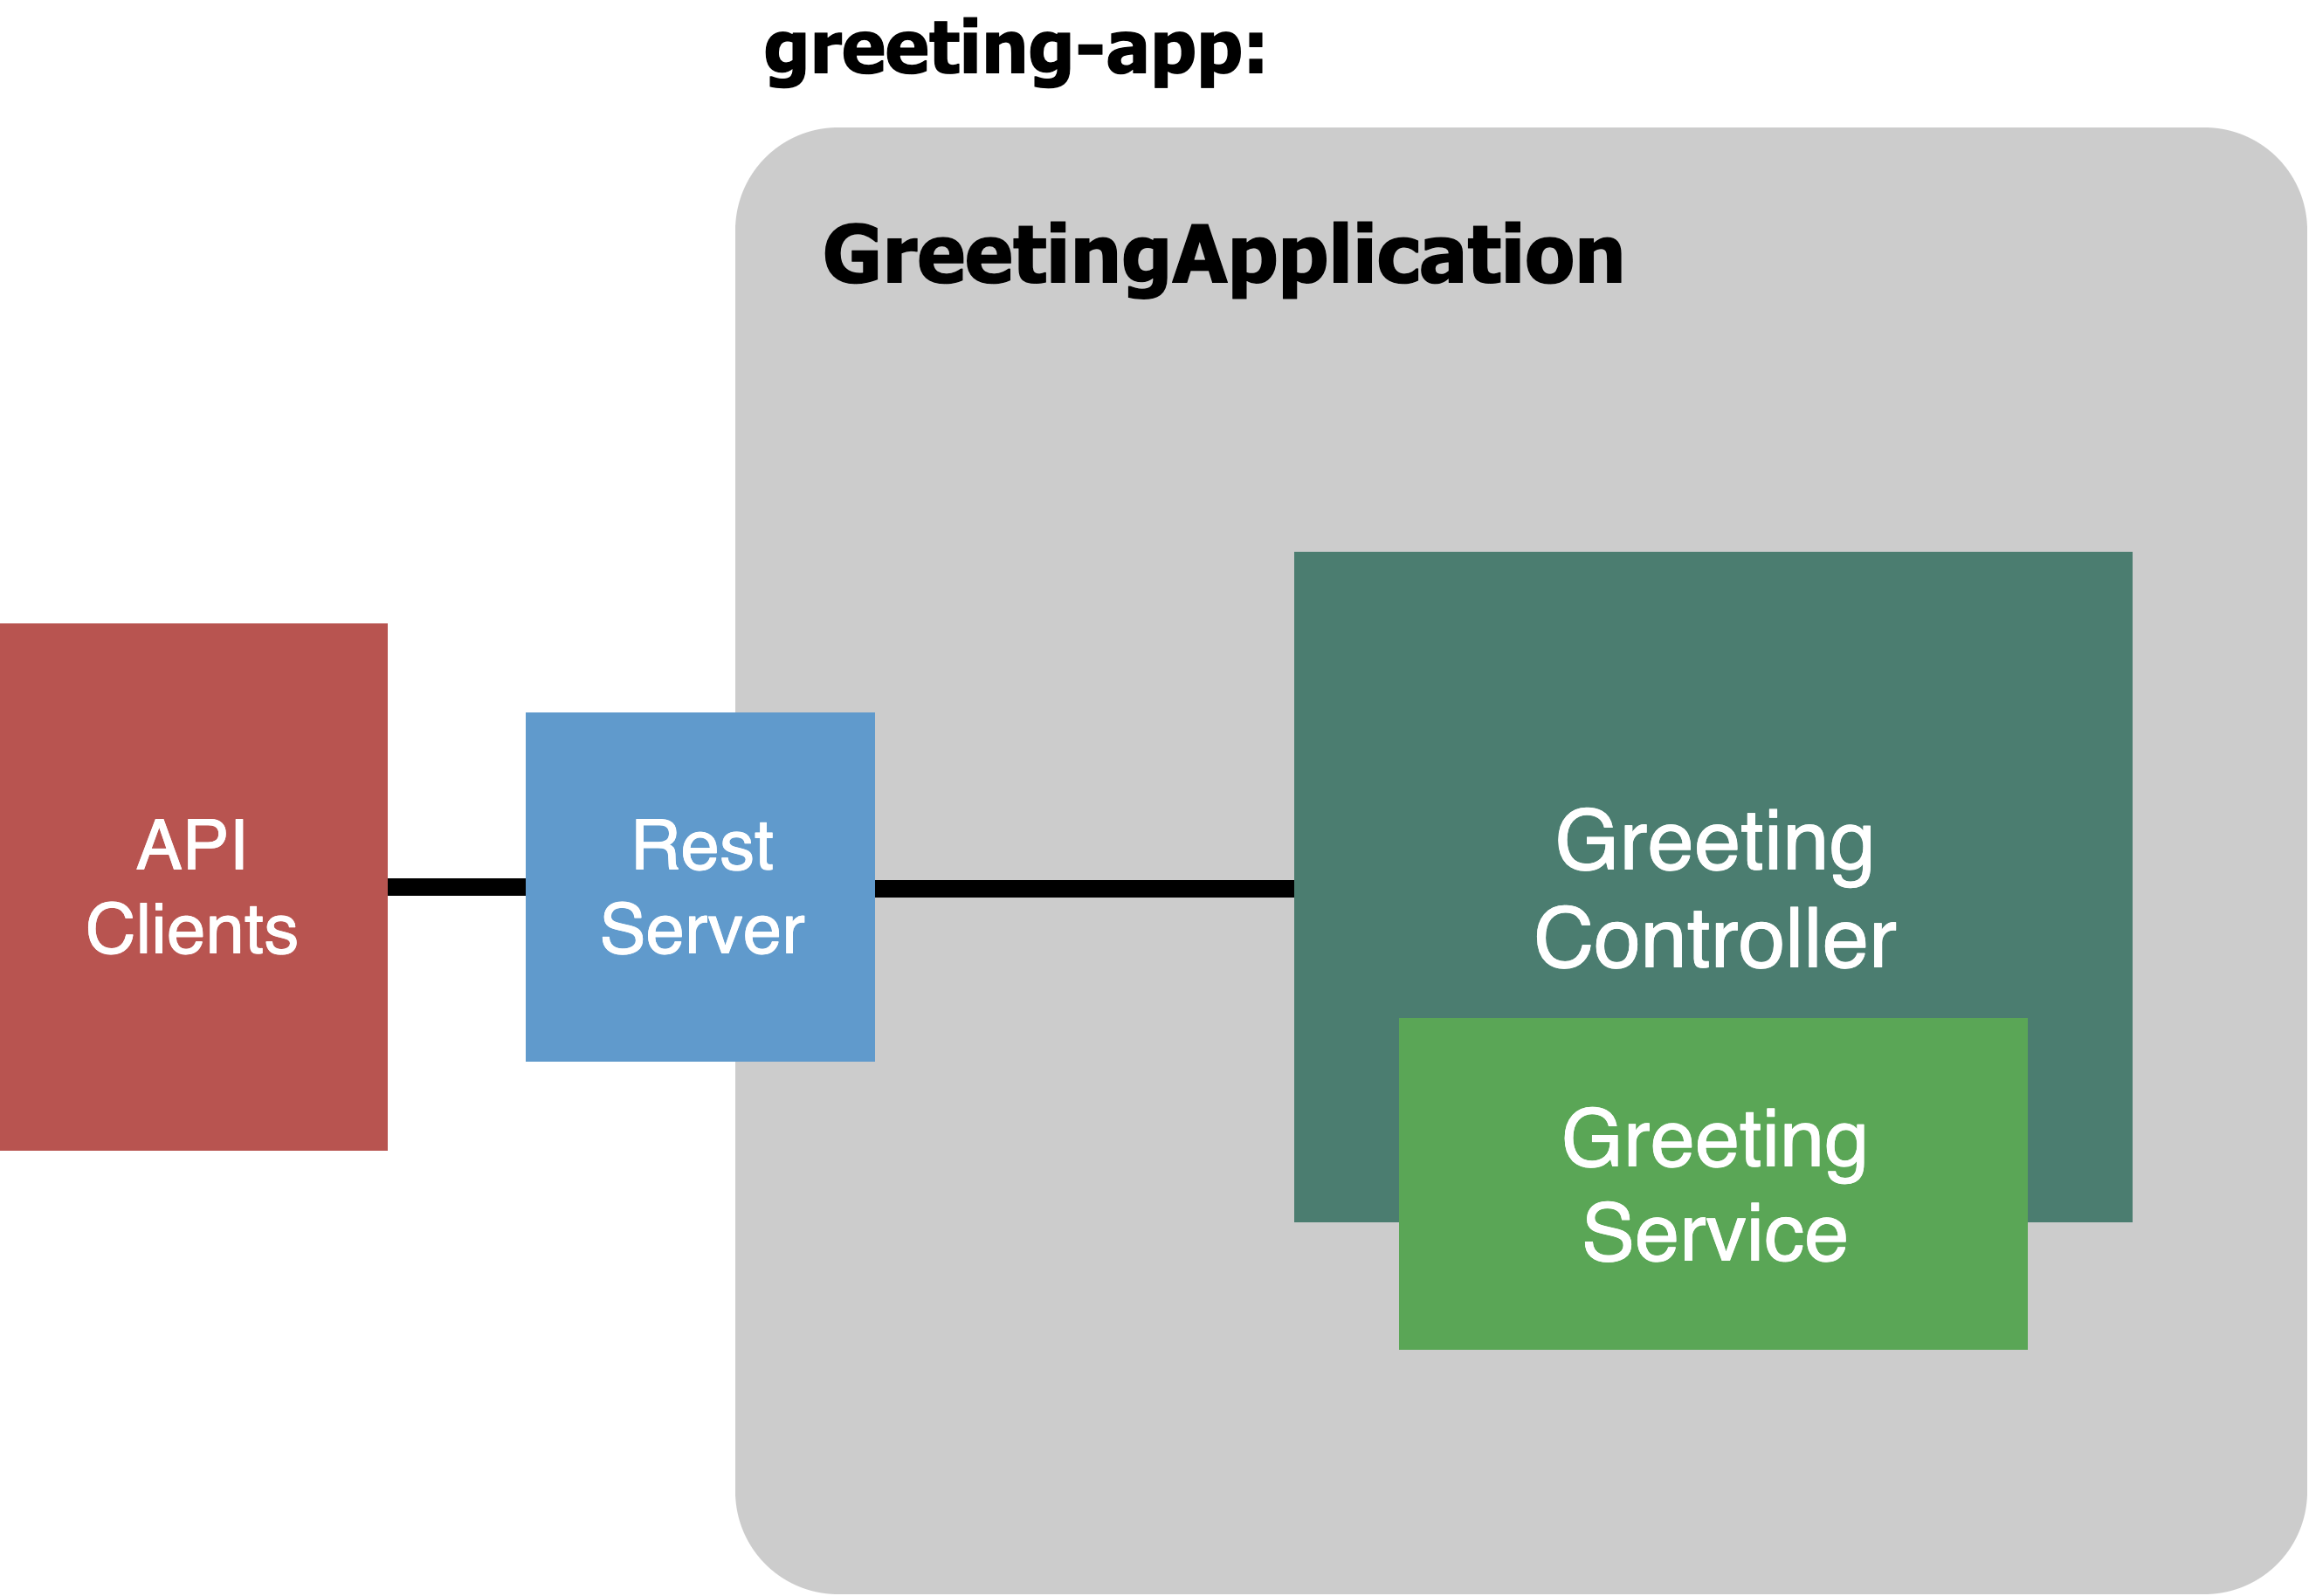 greeting-app:
GreetingApplication
API
Clients
Rest
Server
Greeting
Controller
Greeting
Service